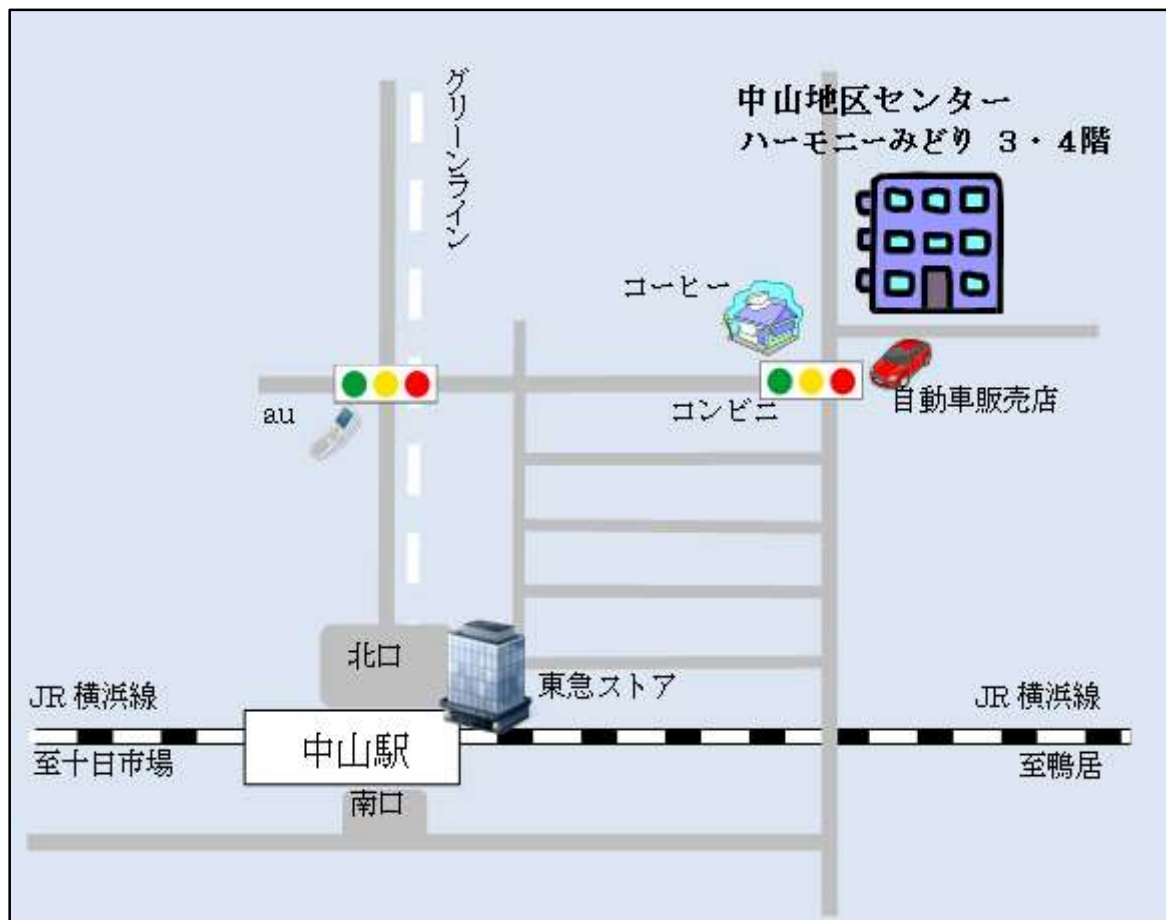 グリーンライン
中山地区センター
ハーモニーみどり ３・４階
コーヒー
au
コンビニ
自動車販売店
北口
東急ストア
JR 横浜線
JR 横浜線
中山駅
至十日市場
至鴨居
南口